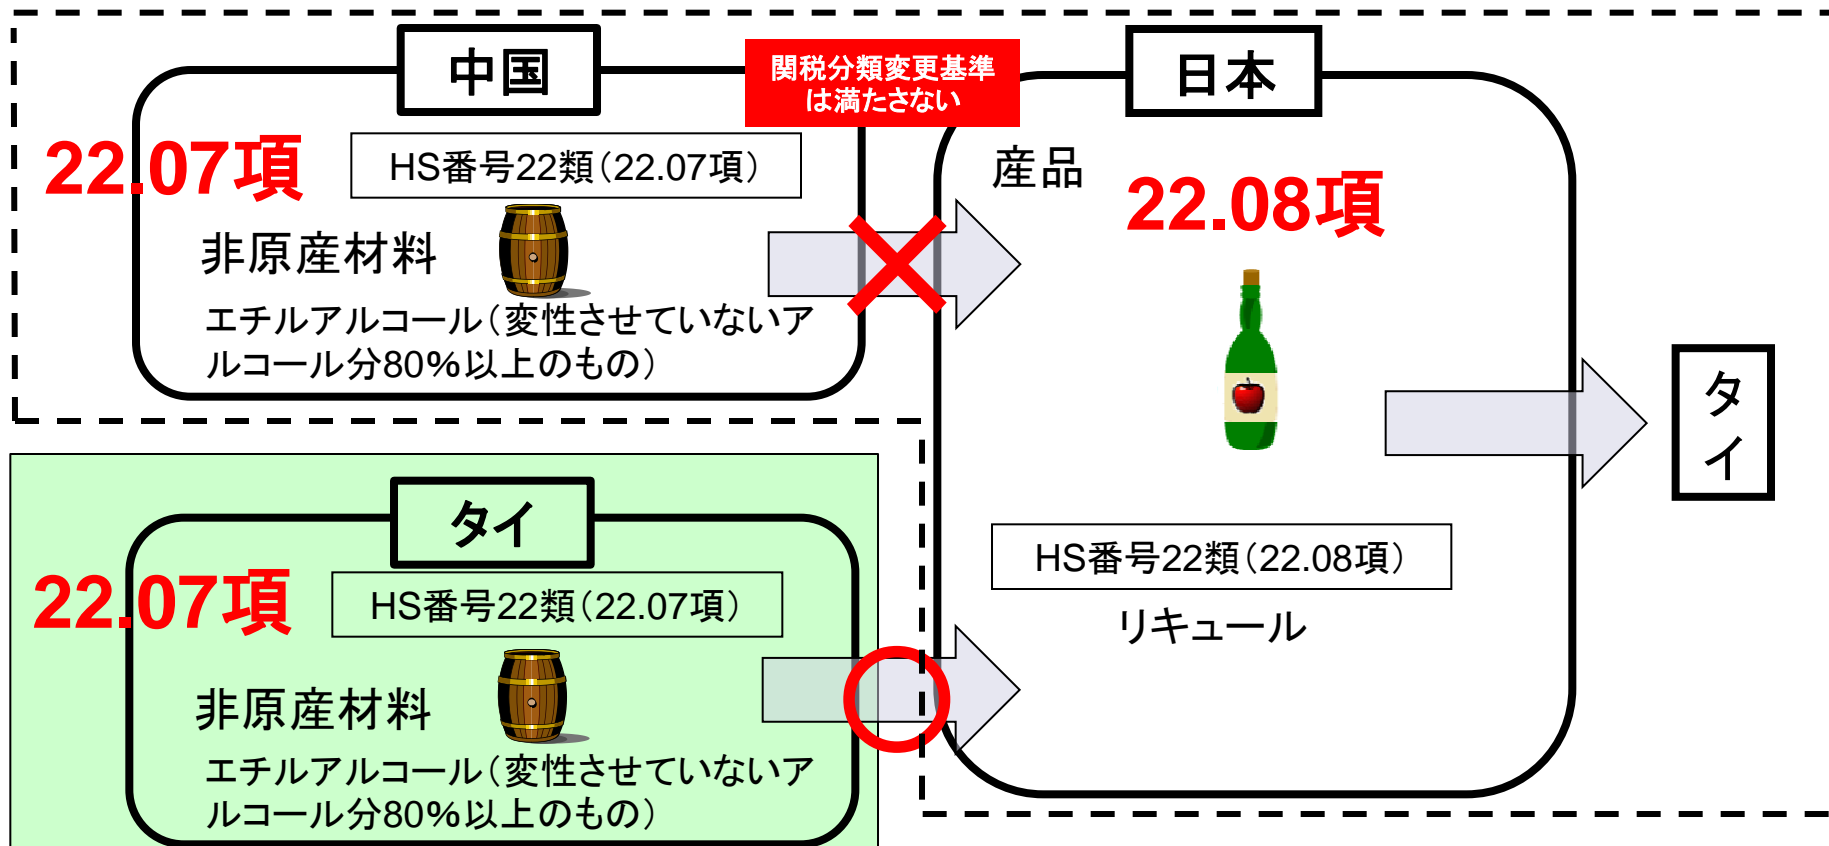 中国
関税分類変更基準
は満たさない
22.07項
HS番号22類（22.07項）
非原産材料
エチルアルコール（変性させていないア
ルコール分80%以上のもの）
日本
産品
22.08項
HS番号22類（22.08項）
リキュール
タ
イ
タイ
22.07項
HS番号22類（22.07項）
非原産材料
エチルアルコール（変性させていないア
ルコール分80%以上のもの）